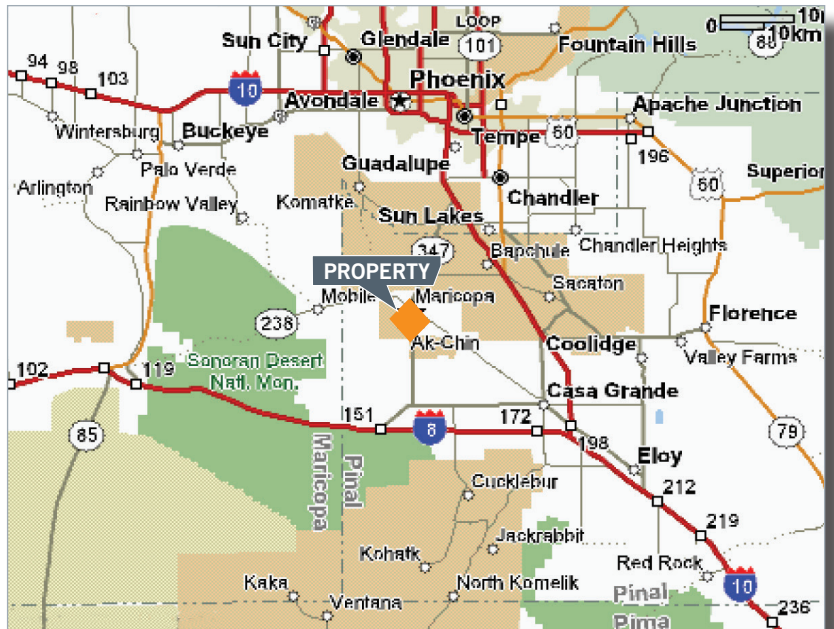 LOOP
101
0 10mi
10km
88
Sun City
Glendale
Fountain Hills
94
98
103
10
Phoenix
Avondale
Apache Junction
Wintersburg
Buckeye
Tempe
60
196
Palo Verde
Guadalupe
Superior
Arlington
Chandler
60
Rainbow Valley
Komatke
Sun Lakes
Chandler Heights
347
Bapchule
PROPERTY
Sacaton
Mobile
Maricopa
238
Florence
Ak-Chin
Coolidge
Valley Farms
Sonoran Desert
Natl. Mon.
102
119
Casa Grande
151
8
172
198
85
79
Maricopa
Pinal
Eloy
Cucklebur
212
219
Jackrabbit
Kohatk
Red Rock
Kaka
North Komelik
10
Pinal
Pima
Ventana
236